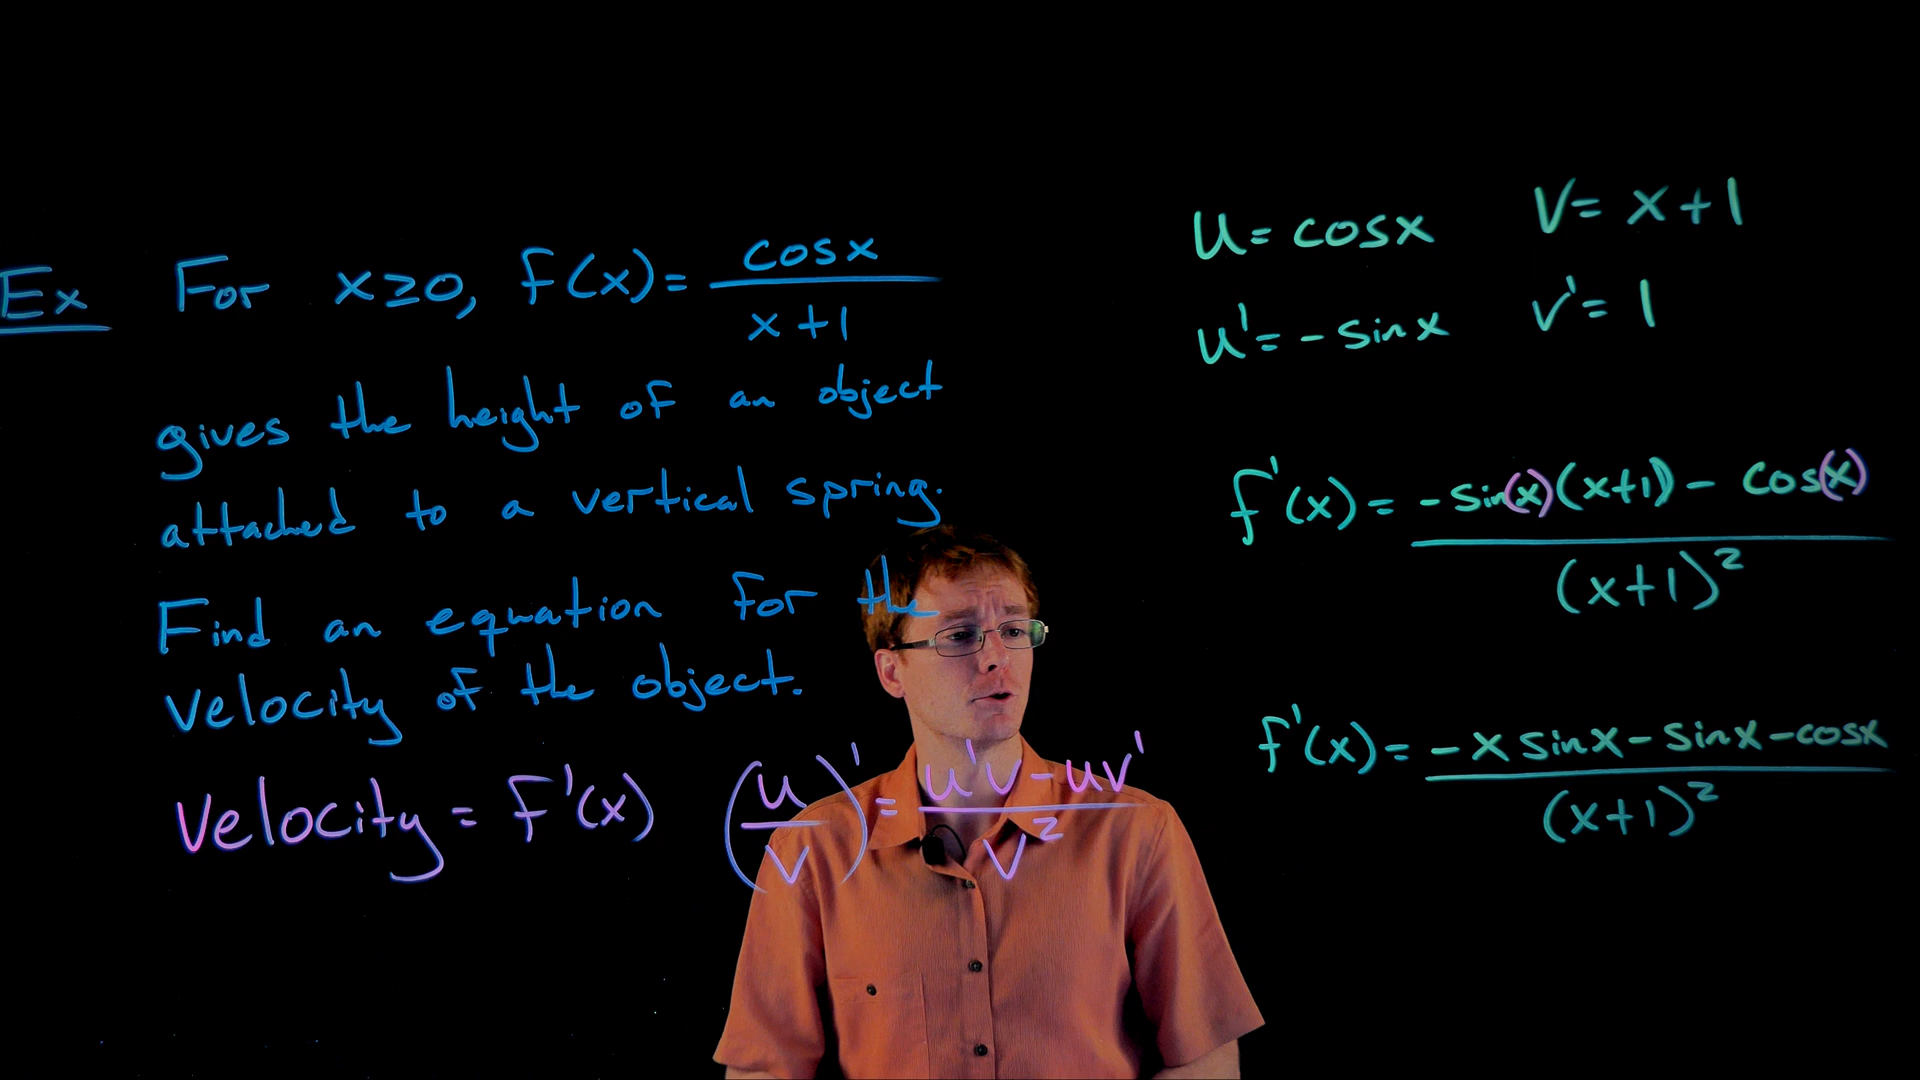 Ex For x≥0, f(x)= cosx / x+1
gives the height of an object
attached to a vertical spring.
Find an equation for the
velocity of the object.
Velocity = f'(x) (u/v)' = u'v - uv' / v²
u = cosx v = x+1
u' = -sinx v' = 1
f'(x) = -sin(x)(x+1) - cos(x) / (x+1)²
f'(x) = -x sinx - sinx - cosx / (x+1)²